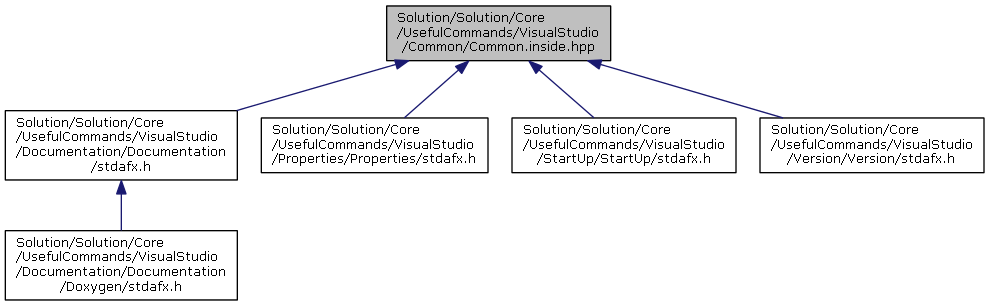 Solution/Solution/Core
/UsefulCommands/VisualStudio
/Common/Common.inside.hpp
Solution/Solution/Core
/UsefulCommands/VisualStudio
/Documentation/Documentation
/stdafx.h
Solution/Solution/Core
/UsefulCommands/VisualStudio
/Properties/Properties/stdafx.h
Solution/Solution/Core
/UsefulCommands/VisualStudio
/StartUp/StartUp/stdafx.h
Solution/Solution/Core
/UsefulCommands/VisualStudio
/Version/Version/stdafx.h
Solution/Solution/Core
/UsefulCommands/VisualStudio
/Documentation/Documentation
/Doxygen/stdafx.h